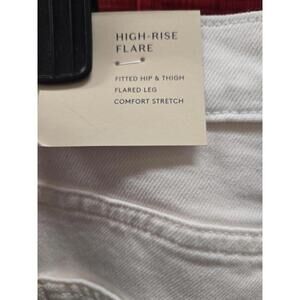 HIGH-RISE
FLARE
FITTED HIP & THIGH
FLARED LEG
COMFORT STRETCH